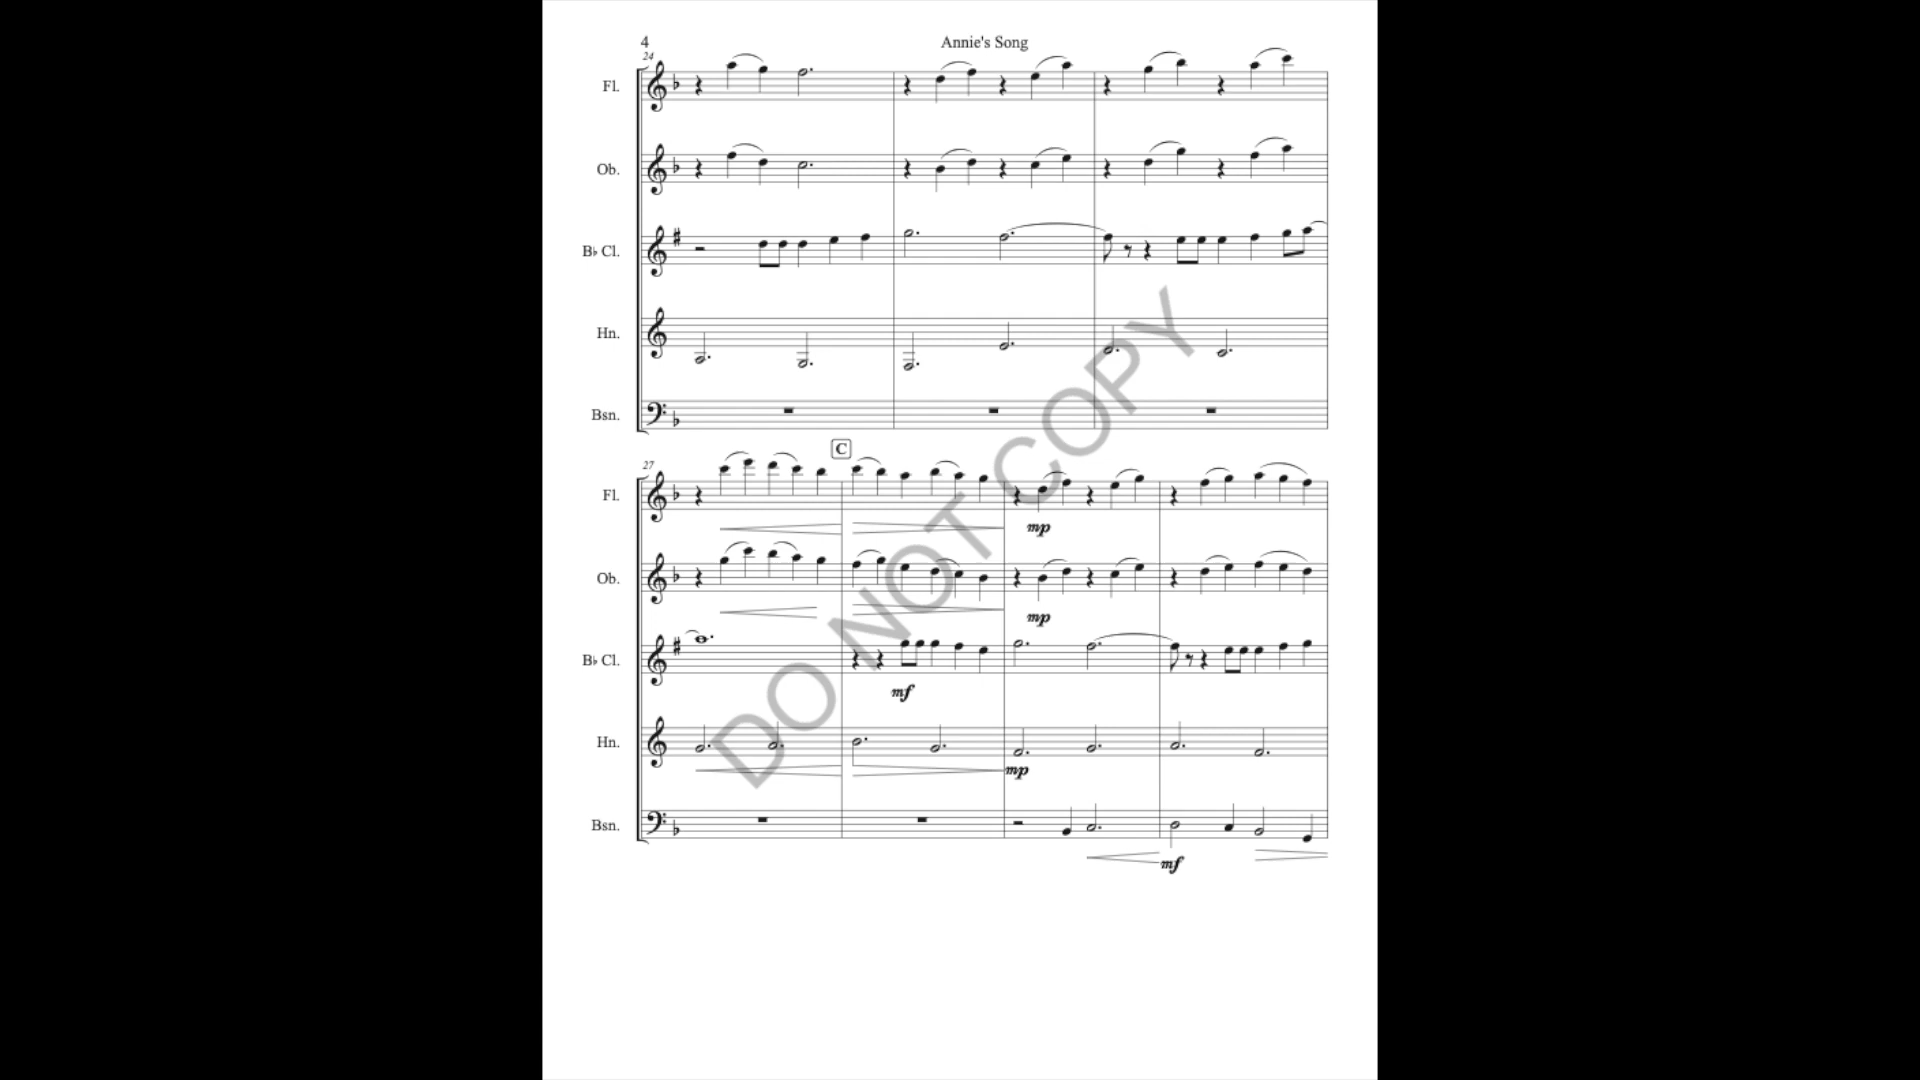 4 Annie's Song
24
Fl.
Ob.
B♭ Cl.
Hn.
Bsn.
C
27
Fl.
mp
Ob.
mp
B♭ Cl.
mf
Hn.
mp
Bsn.
mf
DO NOT COPY